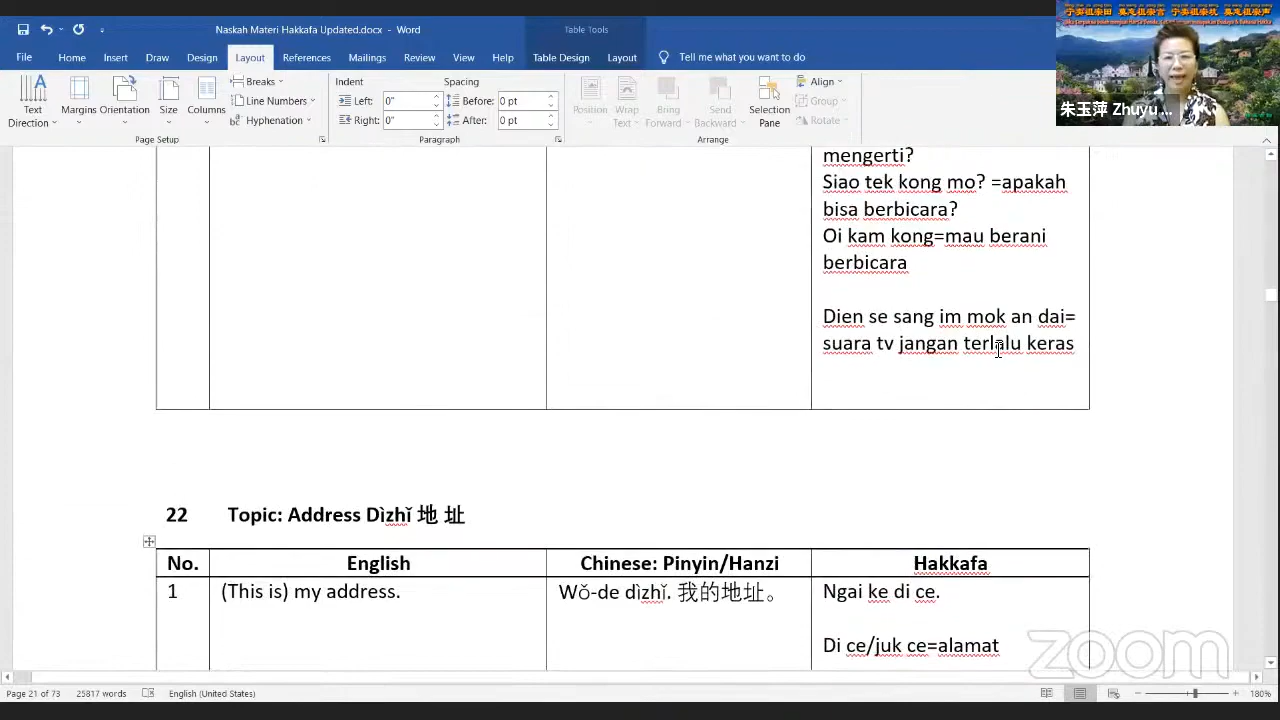 Naskah Materi Hakkafa Updated.docx - Word
Table Tools
File Home Insert Draw Design Layout References Mailings Review View Help Table Design Layout Tell me what you want to do
Text Direction
Margins
Orientation
Size
Columns
Breaks
Line Numbers
Hyphenation
Page Setup
Indent
Left: 0"
Right: 0"
Spacing
Before: 0 pt
After: 0 pt
Paragraph
Position
Wrap Text
Bring Forward
Send Backward
Selection Pane
Align
Group
Rotate
Arrange
朱玉萍 Zhuyu ...
mengerti?
Siao tek kong mo? =apakah
bisa berbicara?
Oi kam kong=mau berani
berbicara
Dien se sang im mok an dai=
suara tv jangan terlalu keras
22 Topic: Address Dìzhǐ 地 址
No. English Chinese: Pinyin/Hanzi Hakkafa
1 (This is) my address. Wǒ-de dìzhǐ. 我的地址。 Ngai ke di ce.
Di ce/juk ce=alamat
zoom
Page 21 of 73 25817 words English (United States) 180%